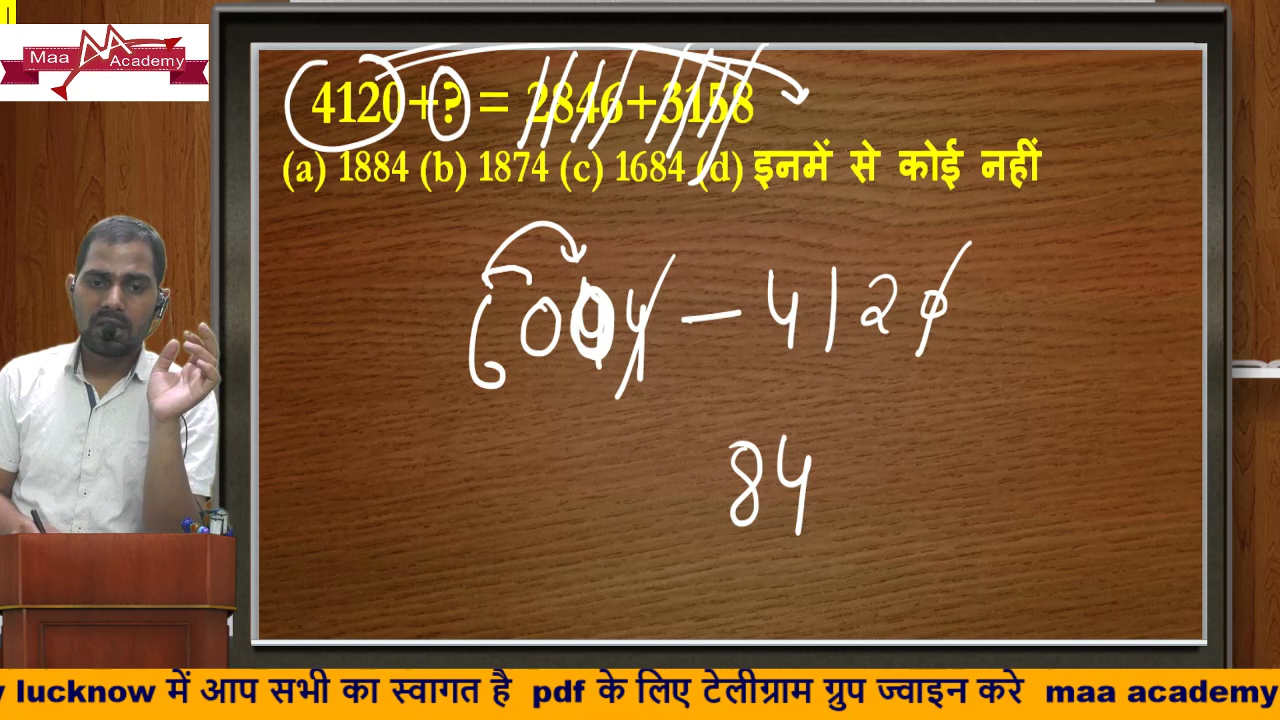 Maa Academy
4120+? = 2846+3158
(a) 1884 (b) 1874 (c) 1684 (d) इनमें से कोई नहीं
6004 – 4120
84
lucknow में आप सभी का स्वागत है pdf के लिए टेलीग्राम ग्रुप ज्वाइन करे maa academy